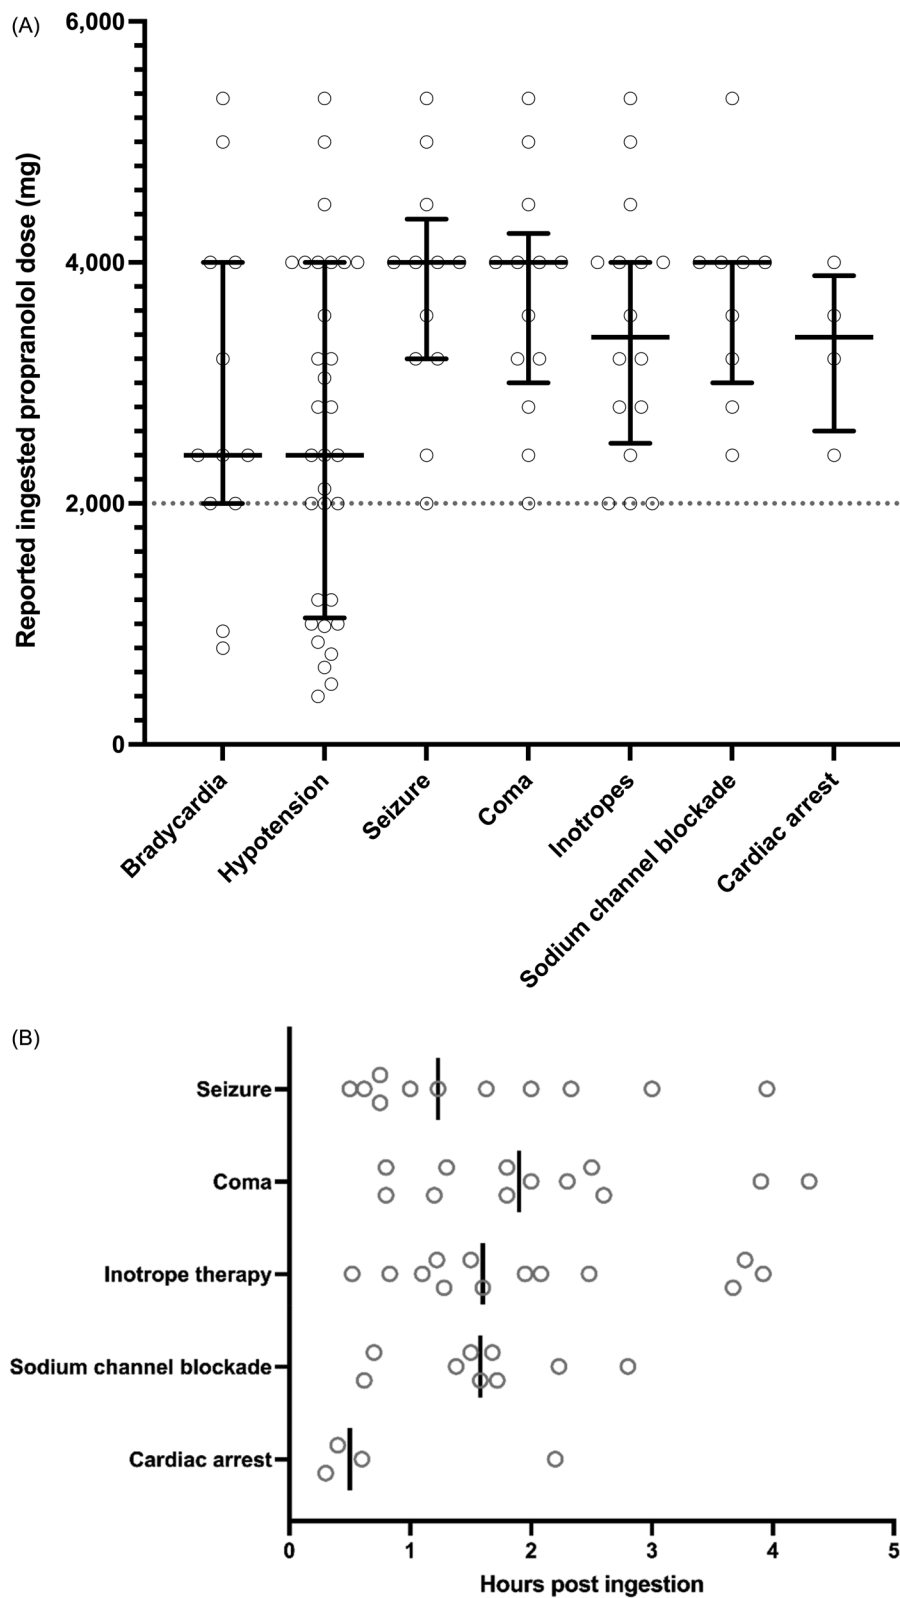 (A)
Reported ingested propranolol dose (mg)
6,000
4,000
2,000
0
Bradycardia
Hypotension
Seizure
Coma
Inotropes
Sodium channel blockade
Cardiac arrest
(B)
Seizure
Coma
Inotrope therapy
Sodium channel blockade
Cardiac arrest
0 1 2 3 4 5
Hours post ingestion